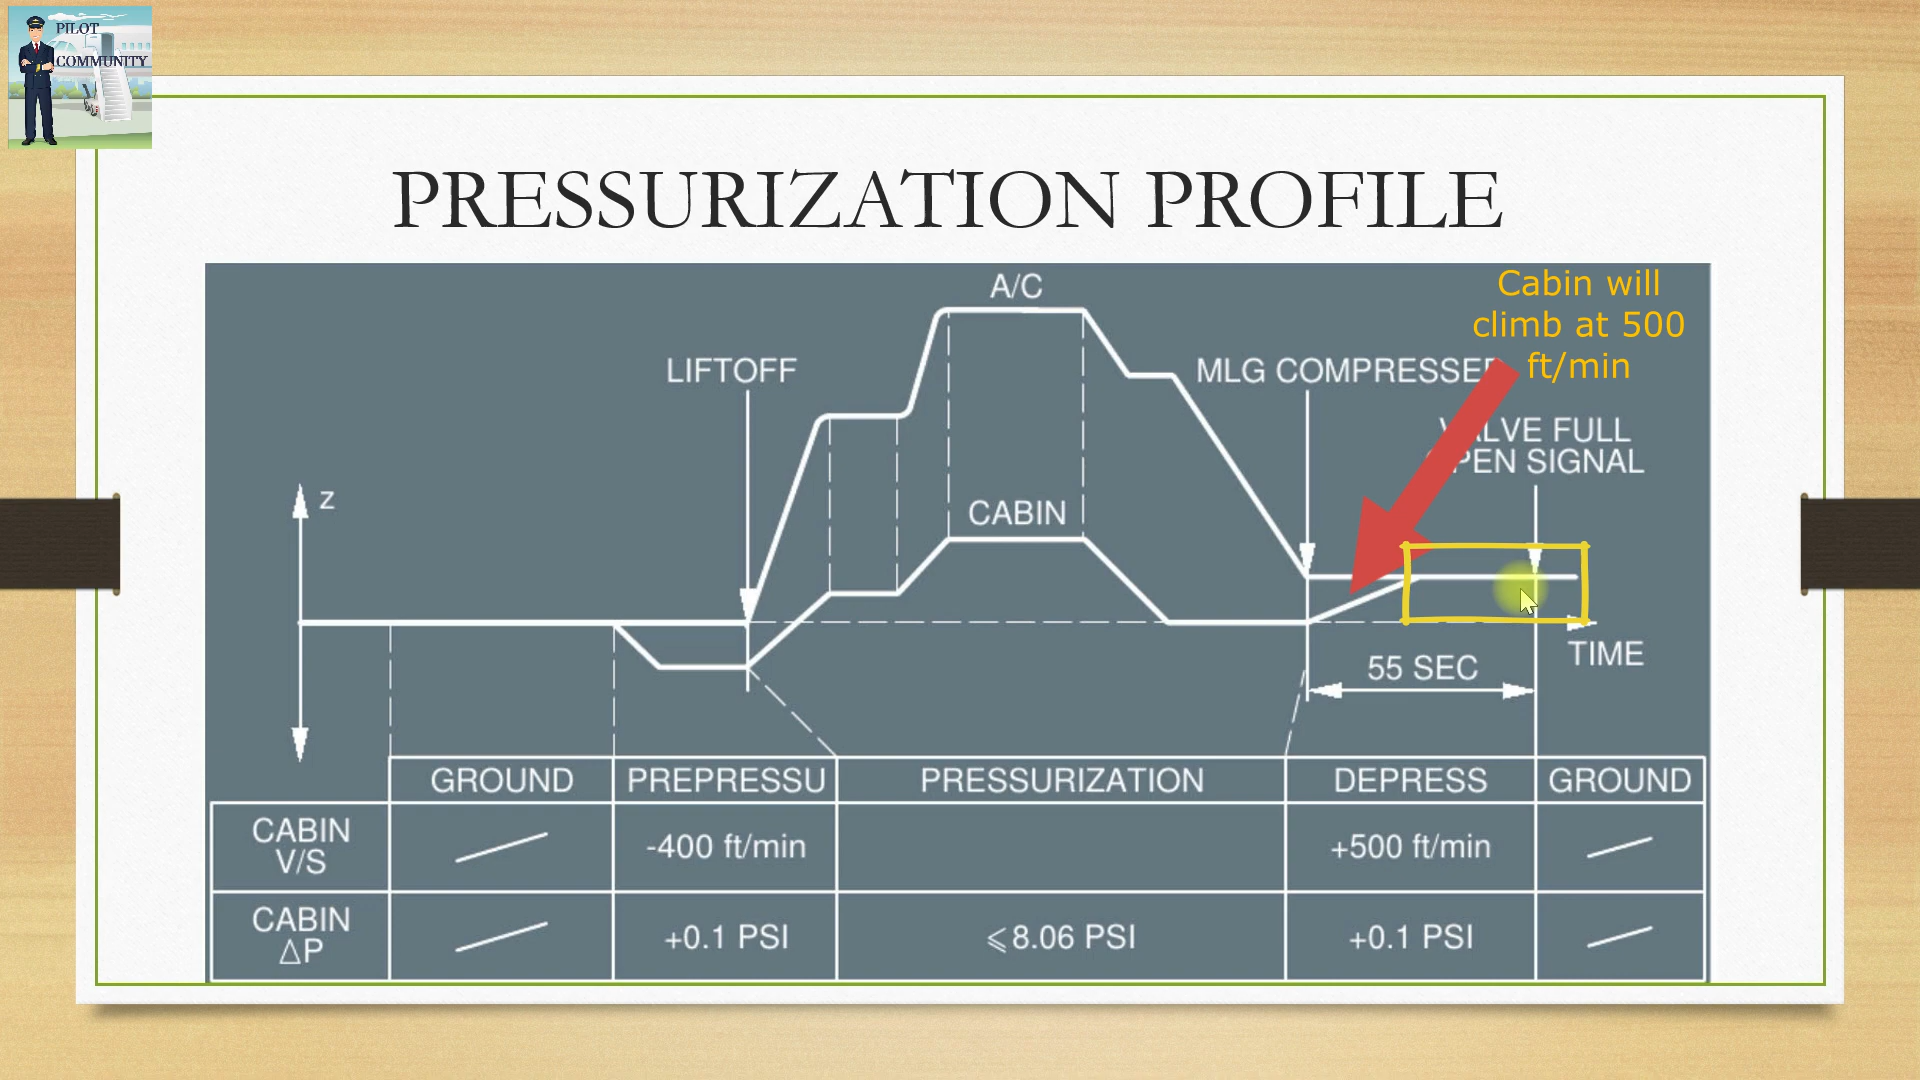 PILOT
COMMUNITY
PRESSURIZATION PROFILE
A/C
Cabin will
climb at 500
ft/min
LIFTOFF
MLG COMPRESSED
VALVE FULL
OPEN SIGNAL
z
CABIN
TIME
55 SEC
GROUND PREPRESSU PRESSURIZATION DEPRESS GROUND
CABIN
V/S
-400 ft/min +500 ft/min
CABIN
ΔP
+0.1 PSI ⩽8.06 PSI +0.1 PSI